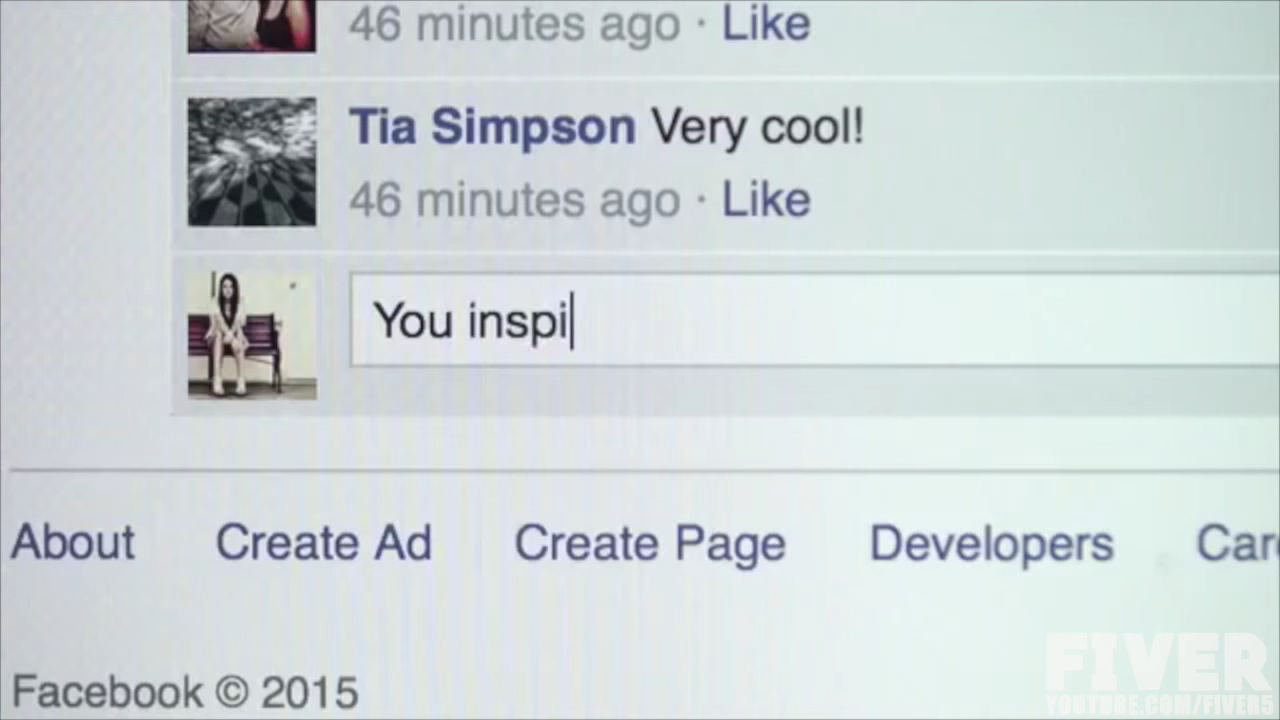 46 minutes ago · Like
Tia Simpson Very cool!
46 minutes ago · Like
You inspi
About Create Ad Create Page Developers Car
Facebook © 2015
FIVER
YOUTUBE.COM/FIVER5